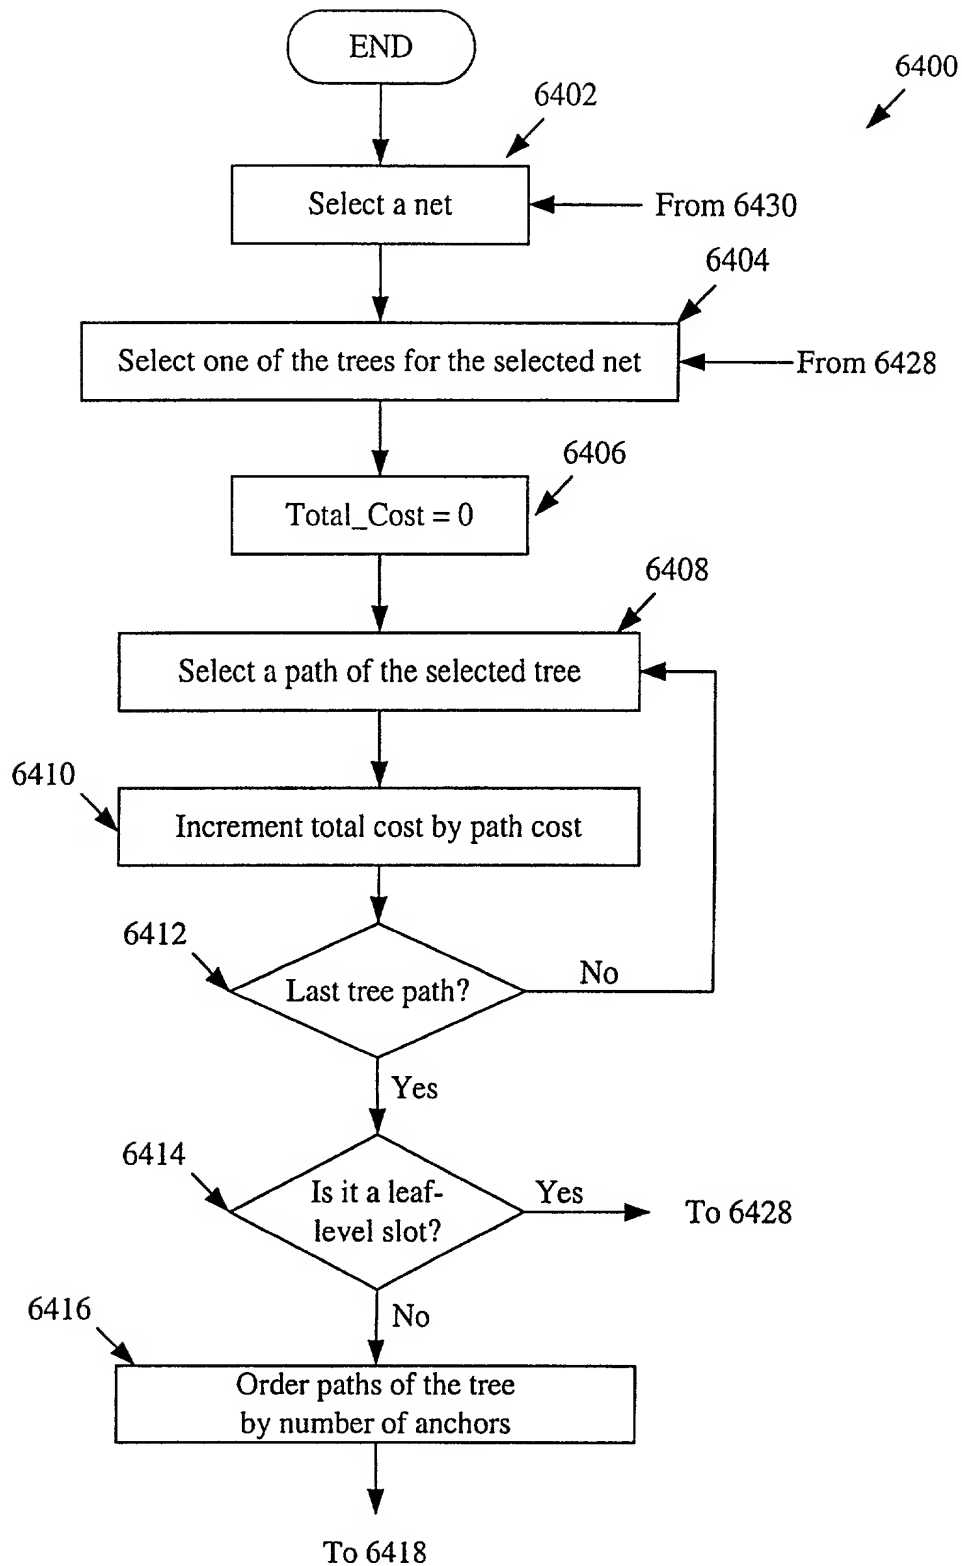 END
6400
6402
Select a net
From 6430
6404
Select one of the trees for the selected net
From 6428
6406
Total_Cost = 0
6408
Select a path of the selected tree
6410
Increment total cost by path cost
6412
Last tree path?
No
Yes
6414
Is it a leaf-
level slot?
Yes
To 6428
No
6416
Order paths of the tree
by number of anchors
To 6418